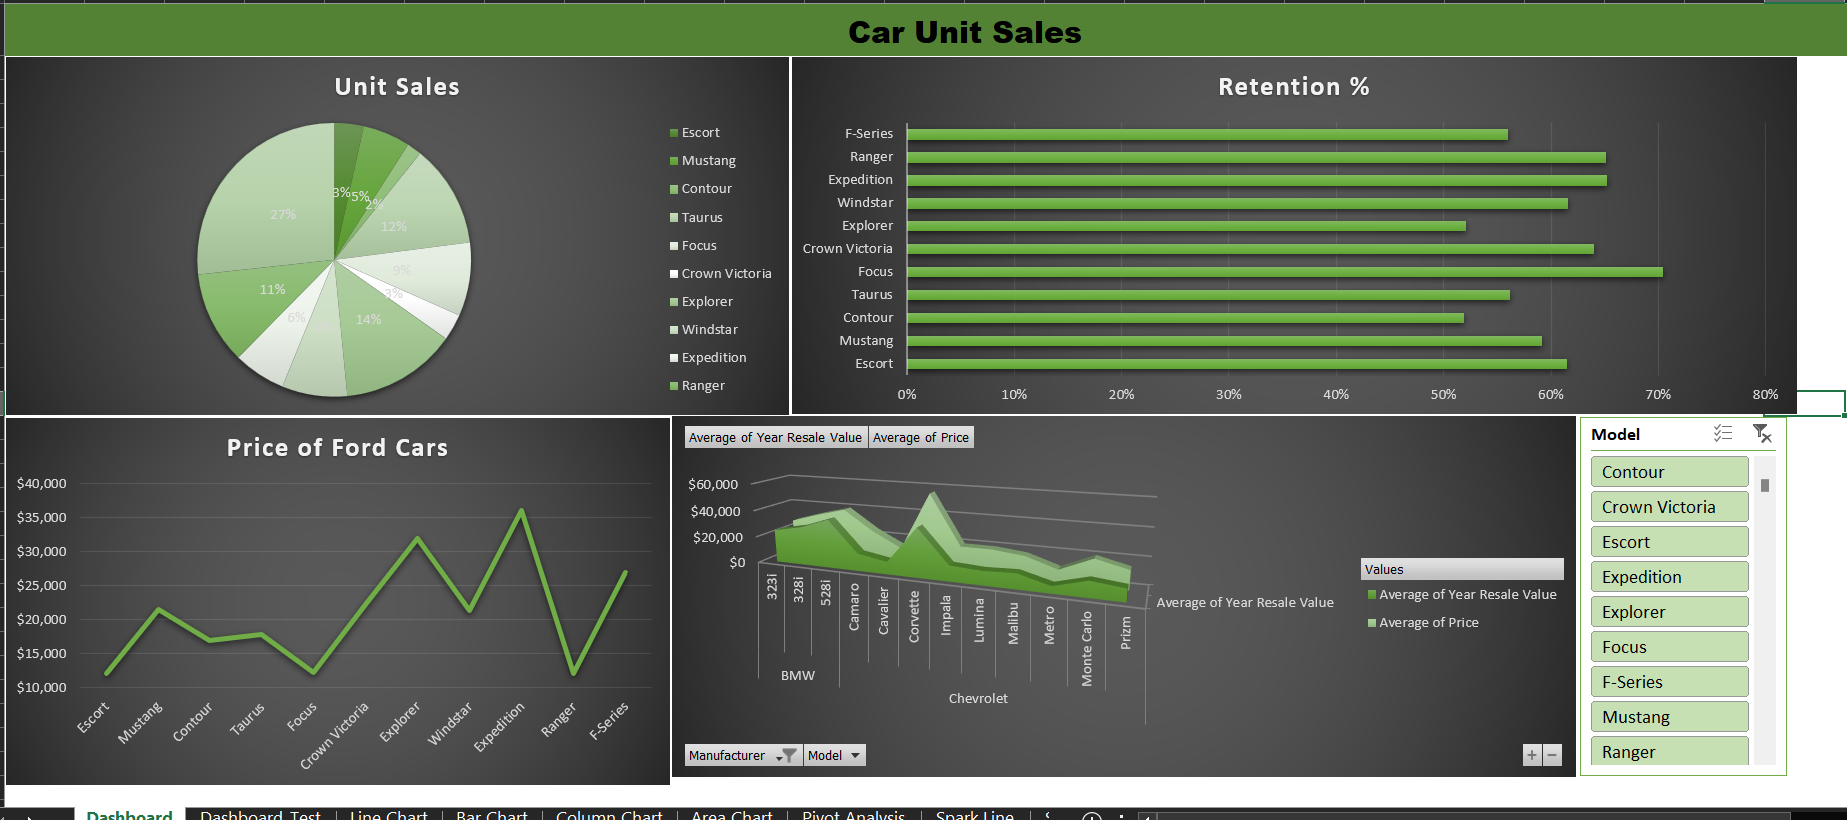 Car Unit Sales
Unit Sales
3%
5%
2%
12%
9%
3%
14%
6%
11%
27%
Escort
Mustang
Contour
Taurus
Focus
Crown Victoria
Explorer
Windstar
Expedition
Ranger
Retention %
F-Series
Ranger
Expedition
Windstar
Explorer
Crown Victoria
Focus
Taurus
Contour
Mustang
Escort
0% 10% 20% 30% 40% 50% 60% 70% 80%
Price of Ford Cars
$40,000
$35,000
$30,000
$25,000
$20,000
$15,000
$10,000
Escort Mustang Contour Taurus Focus Crown Victoria Explorer Windstar Expedition Ranger F-Series
Average of Year Resale Value Average of Price
$60,000
$40,000
$20,000
$0
323i 328i 528i Camaro Cavalier Corvette Impala Lumina Malibu Metro Monte Carlo Prizm
BMW
Chevrolet
Average of Year Resale Value
Values
Average of Year Resale Value
Average of Price
Manufacturer Model
+ −
Model
Contour
Crown Victoria
Escort
Expedition
Explorer
Focus
F-Series
Mustang
Ranger
Dashboard Dashboard Test Line Chart Bar Chart Column Chart Area Chart Pivot Analysis Spark Line